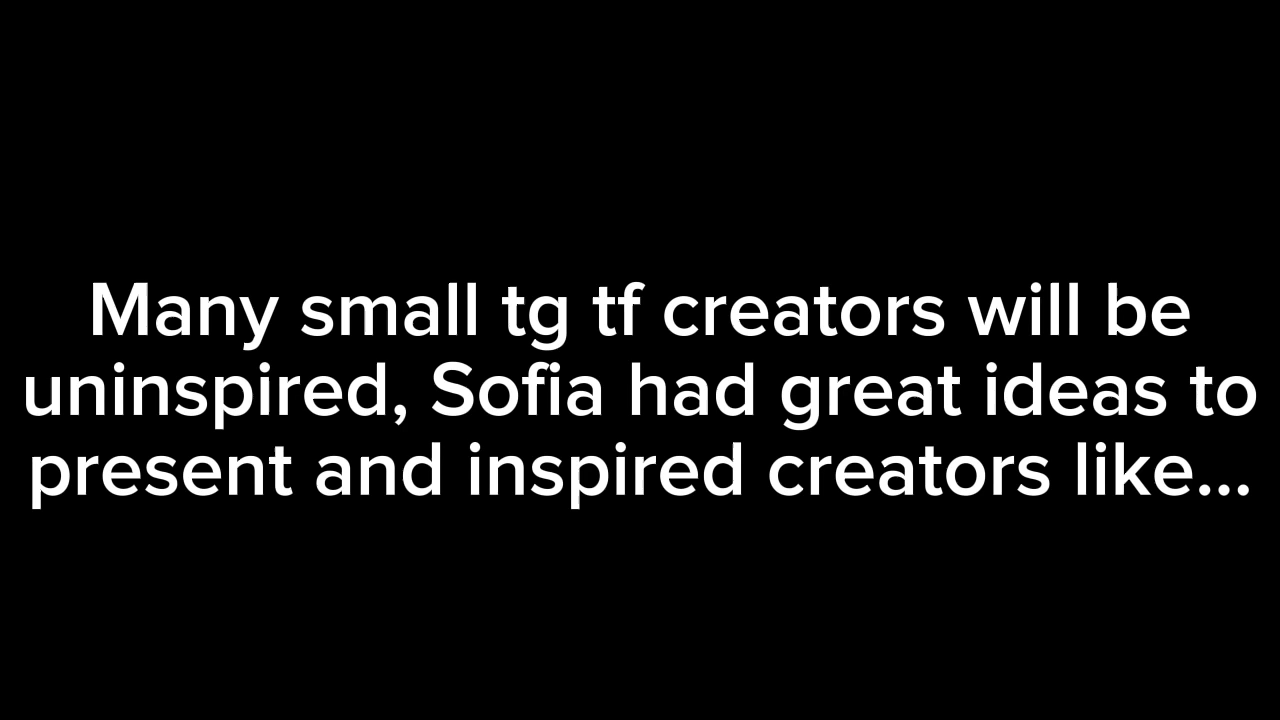 Many small tg tf creators will be
uninspired, Sofia had great ideas to
present and inspired creators like...